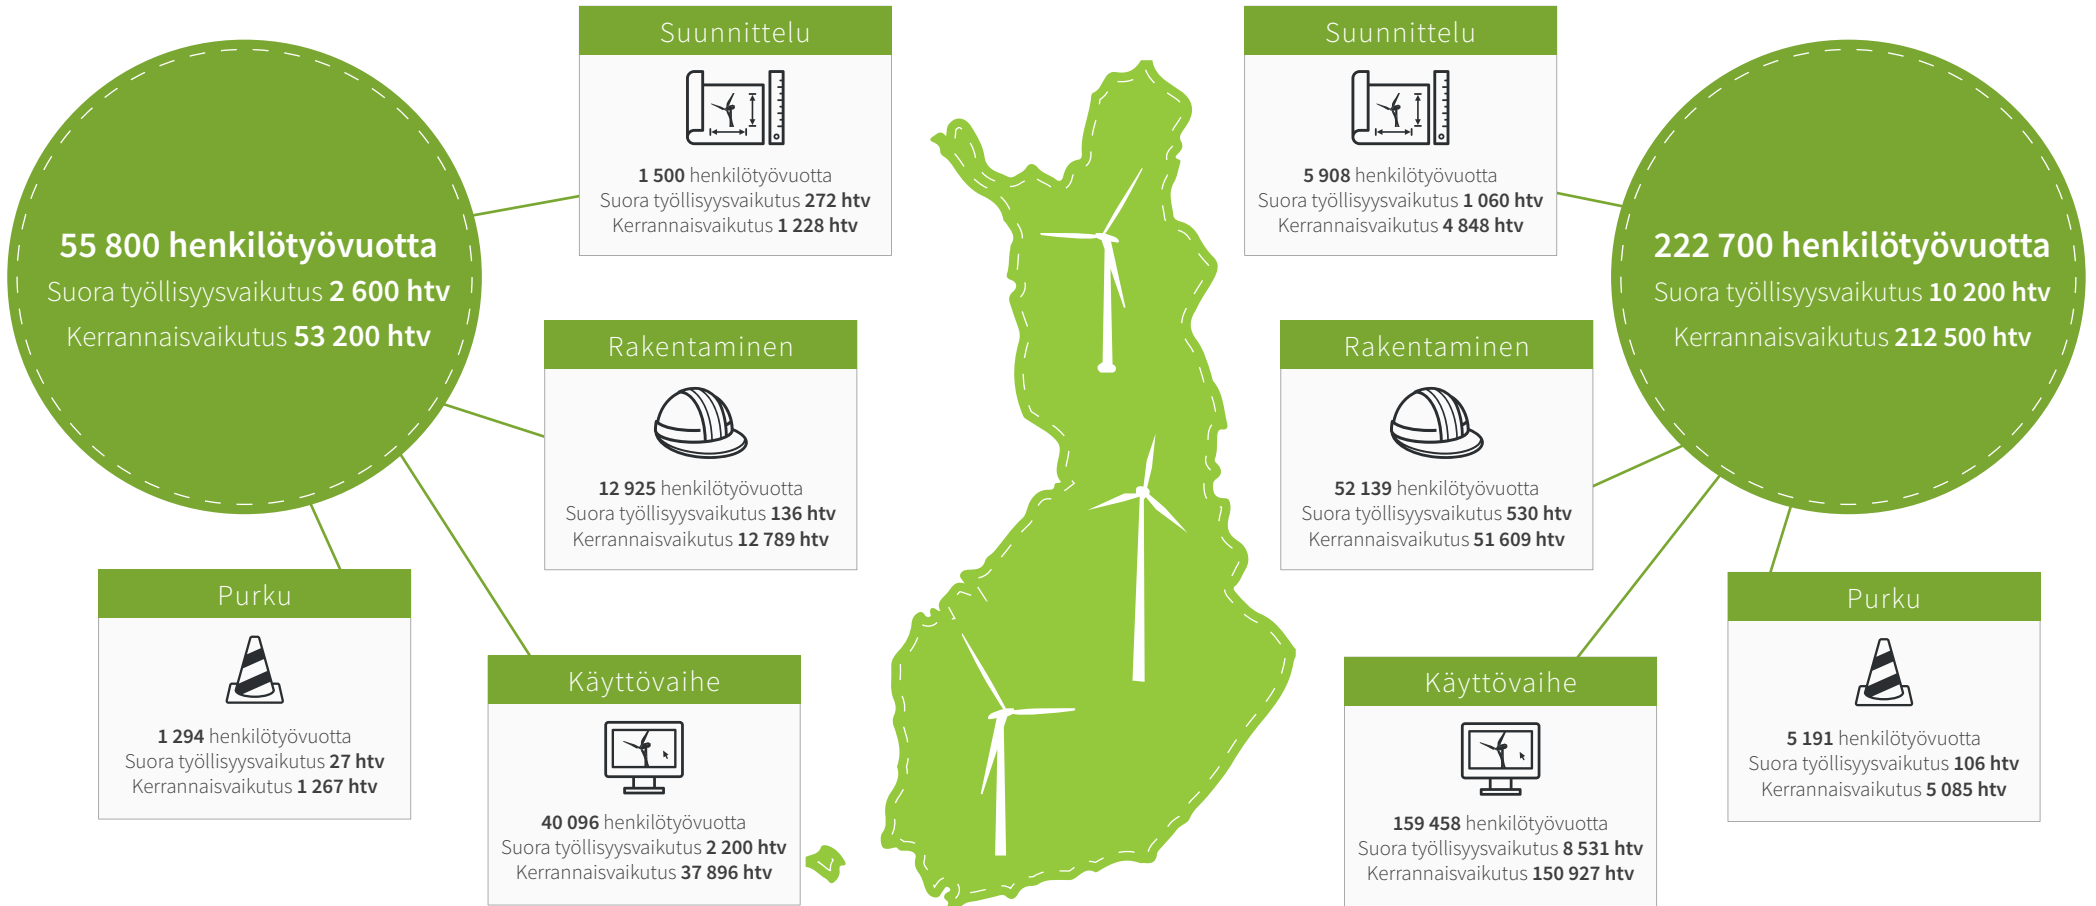 55 800 henkilötyövuotta
Suora työllisyysvaikutus 2 600 htv
Kerrannaisvaikutus 53 200 htv
Suunnittelu
1 500 henkilötyövuotta
Suora työllisyysvaikutus 272 htv
Kerrannaisvaikutus 1 228 htv
Rakentaminen
12 925 henkilötyövuotta
Suora työllisyysvaikutus 136 htv
Kerrannaisvaikutus 12 789 htv
Purku
1 294 henkilötyövuotta
Suora työllisyysvaikutus 27 htv
Kerrannaisvaikutus 1 267 htv
Käyttövaihe
40 096 henkilötyövuotta
Suora työllisyysvaikutus 2 200 htv
Kerrannaisvaikutus 37 896 htv
Suunnittelu
5 908 henkilötyövuotta
Suora työllisyysvaikutus 1 060 htv
Kerrannaisvaikutus 4 848 htv
222 700 henkilötyövuotta
Suora työllisyysvaikutus 10 200 htv
Kerrannaisvaikutus 212 500 htv
Rakentaminen
52 139 henkilötyövuotta
Suora työllisyysvaikutus 530 htv
Kerrannaisvaikutus 51 609 htv
Käyttövaihe
159 458 henkilötyövuotta
Suora työllisyysvaikutus 8 531 htv
Kerrannaisvaikutus 150 927 htv
Purku
5 191 henkilötyövuotta
Suora työllisyysvaikutus 106 htv
Kerrannaisvaikutus 5 085 htv